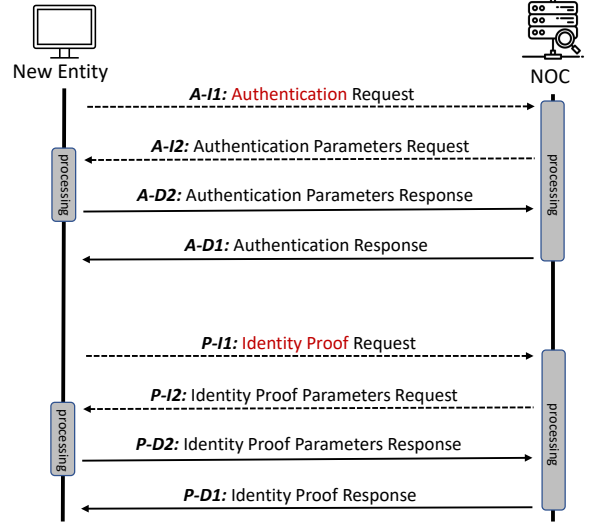 New Entity
NOC
A-I1: Authentication Request
A-I2: Authentication Parameters Request
processing
processing
A-D2: Authentication Parameters Response
A-D1: Authentication Response
P-I1: Identity Proof Request
P-I2: Identity Proof Parameters Request
processing
processing
P-D2: Identity Proof Parameters Response
P-D1: Identity Proof Response